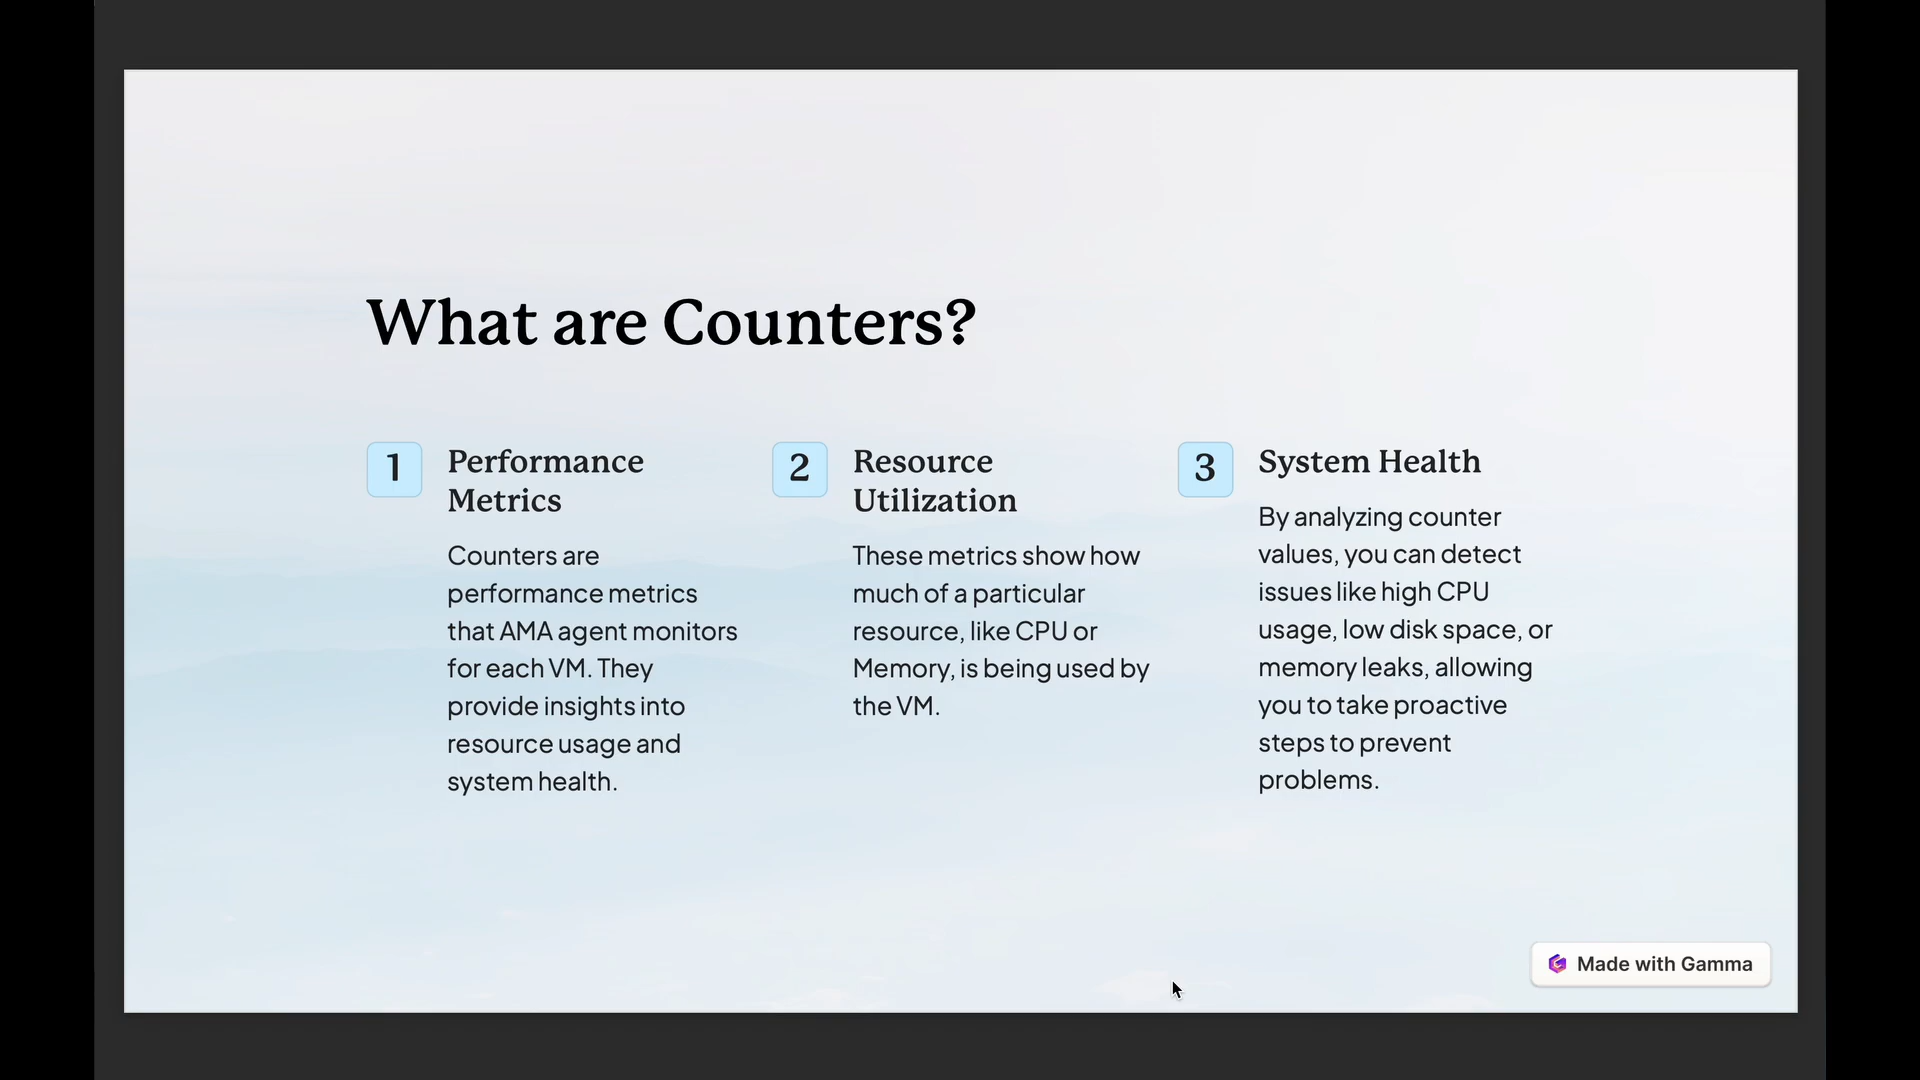 What are Counters?
1
Performance
Metrics
Counters are
performance metrics
that AMA agent monitors
for each VM. They
provide insights into
resource usage and
system health.
2
Resource
Utilization
These metrics show how
much of a particular
resource, like CPU or
Memory, is being used by
the VM.
3
System Health
By analyzing counter
values, you can detect
issues like high CPU
usage, low disk space, or
memory leaks, allowing
you to take proactive
steps to prevent
problems.
Made with Gamma